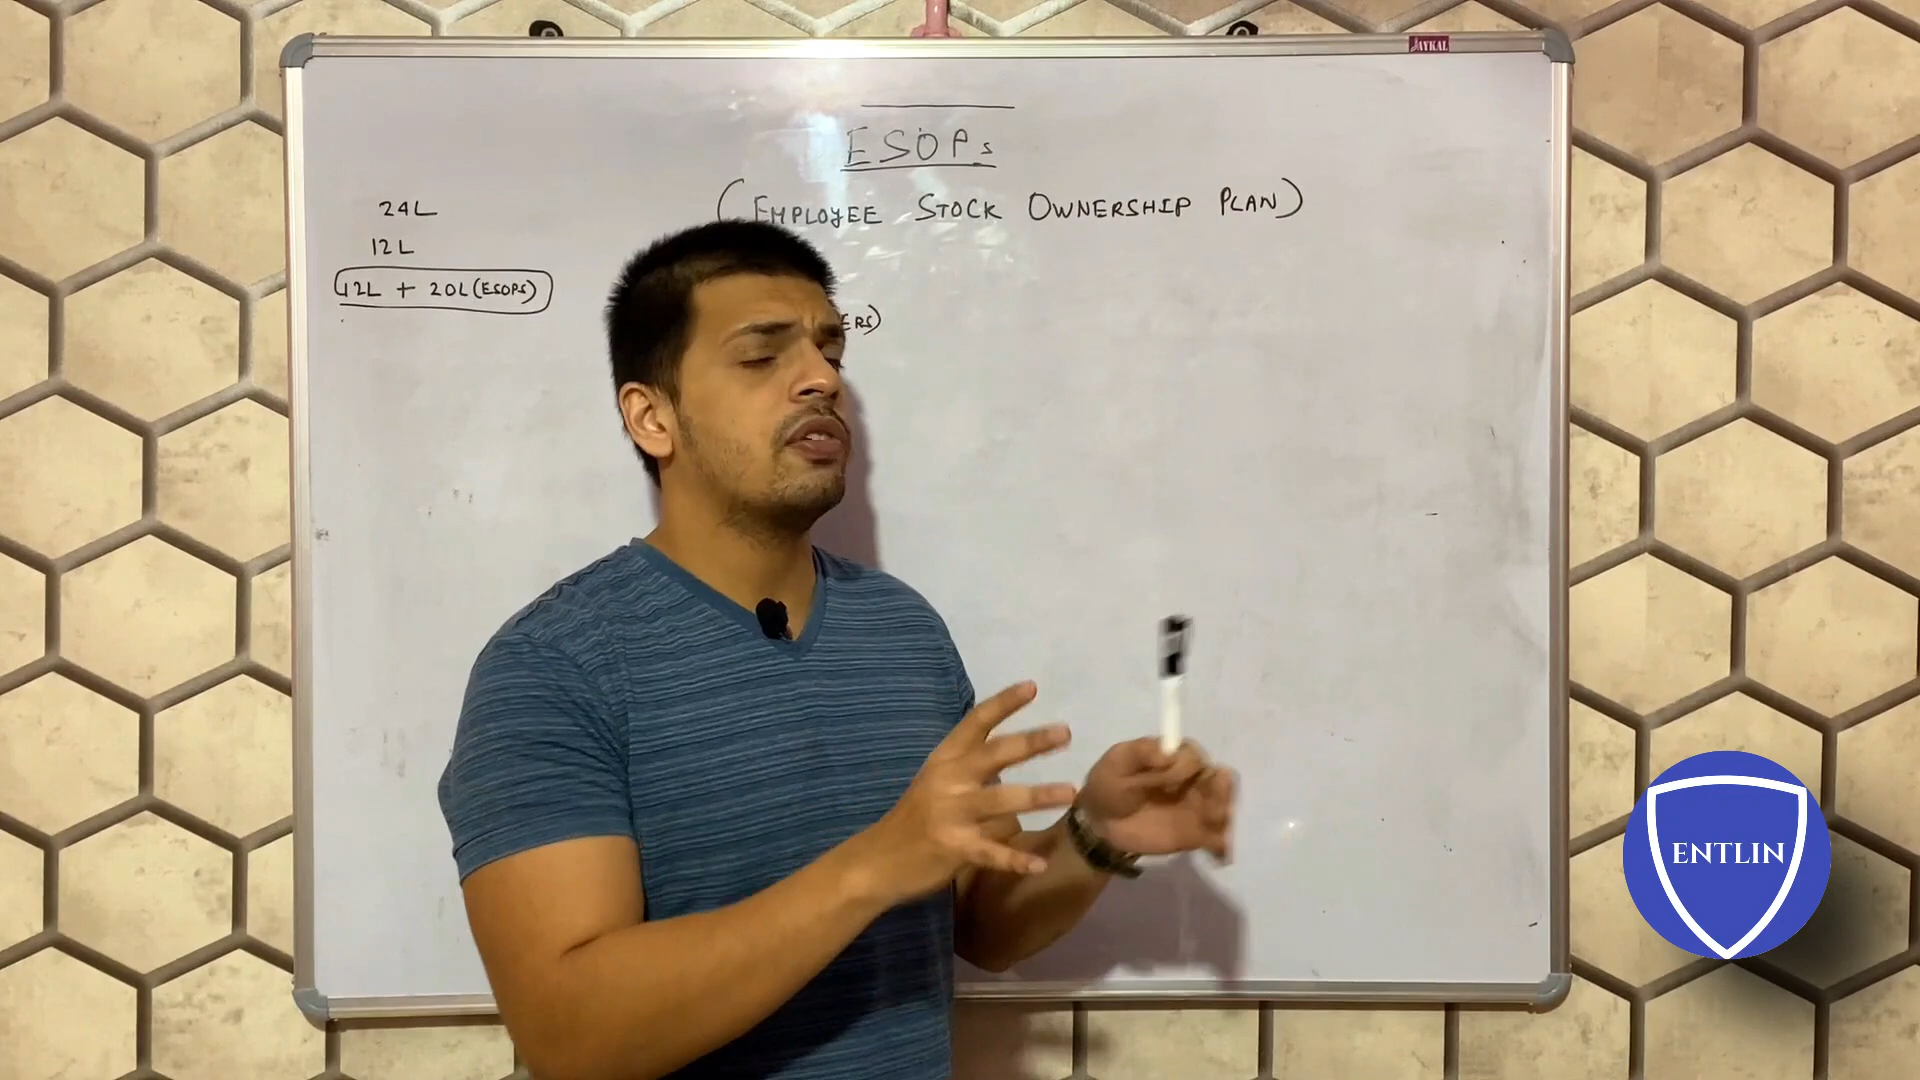 JAYKAL
ESOPs
(EMPLOYEE STOCK OWNERSHIP PLAN)
24L
12L
12L + 20L (ESOPS)
ENTLIN